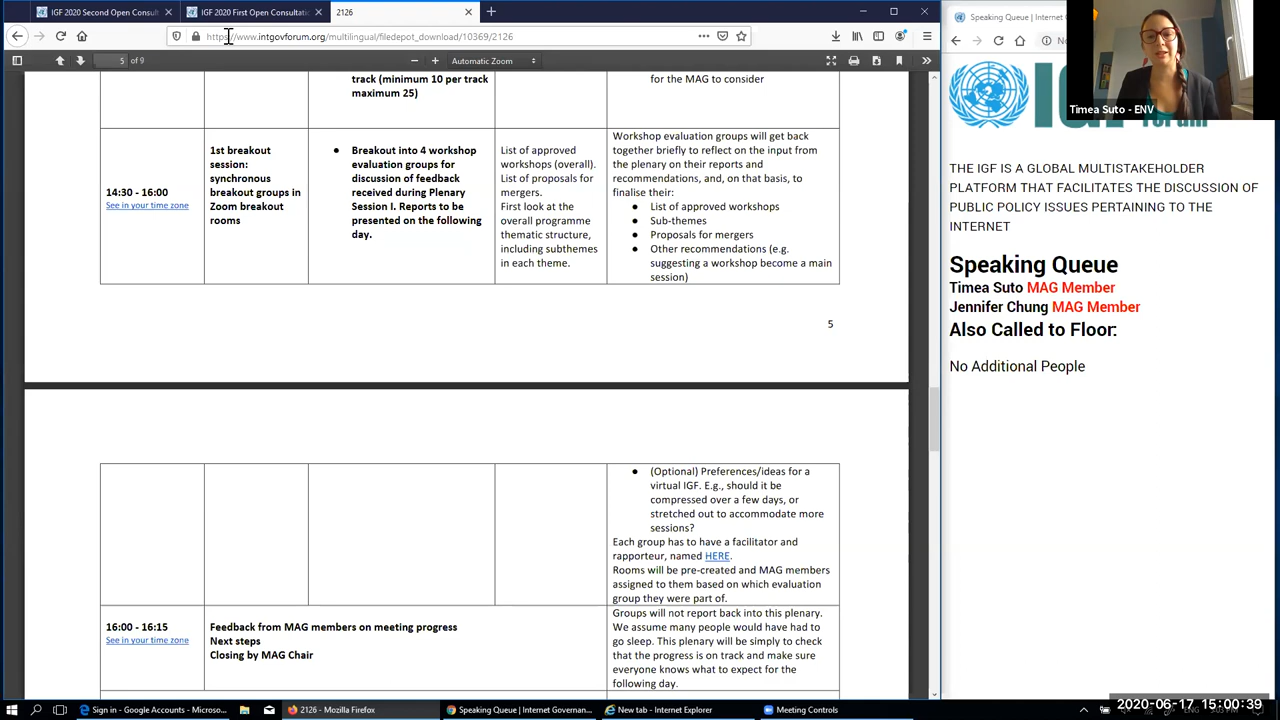 IGF 2020 Second Open Consult
IGF 2020 First Open Consultatio
2126
https://www.intgovforum.org/multilingual/filedepot_download/10369/2126
5 of 9
Automatic Zoom
track (minimum 10 per track
maximum 25)
for the MAG to consider
14:30 - 16:00
See in your time zone
1st breakout
session:
synchronous
breakout groups in
Zoom breakout
rooms
Breakout into 4 workshop
evaluation groups for
discussion of feedback
received during Plenary
Session I. Reports to be
presented on the following
day.
List of approved
workshops (overall).
List of proposals for
mergers.
First look at the
overall programme
thematic structure,
including subthemes
in each theme.
Workshop evaluation groups will get back
together briefly to reflect on the input from
the plenary on their reports and
recommendations, and, on that basis, to
finalise their:
● List of approved workshops
● Sub-themes
● Proposals for mergers
● Other recommendations (e.g.
suggesting a workshop become a main
session)
5
● (Optional) Preferences/ideas for a
virtual IGF. E.g., should it be
compressed over a few days, or
stretched out to accommodate more
sessions?
Each group has to have a facilitator and
rapporteur, named HERE.
Rooms will be pre-created and MAG members
assigned to them based on which evaluation
group they were part of.
16:00 - 16:15
See in your time zone
Feedback from MAG members on meeting progress
Next steps
Closing by MAG Chair
Groups will not report back into this plenary.
We assume many people would have had to
go sleep. This plenary will be simply to check
that the progress is on track and make sure
everyone knows what to expect for the
following day.
Speaking Queue | Internet G
No
Timea Suto - ENV
THE IGF IS A GLOBAL MULTISTAKEHOLDER
PLATFORM THAT FACILITATES THE DISCUSSION OF
PUBLIC POLICY ISSUES PERTAINING TO THE
INTERNET
Speaking Queue
Timea Suto MAG Member
Jennifer Chung MAG Member
Also Called to Floor:
No Additional People
Sign in - Google Accounts - Microso...
2126 - Mozilla Firefox
Speaking Queue | Internet Governan...
New tab - Internet Explorer
Meeting Controls
2020-06-17 15:00:39